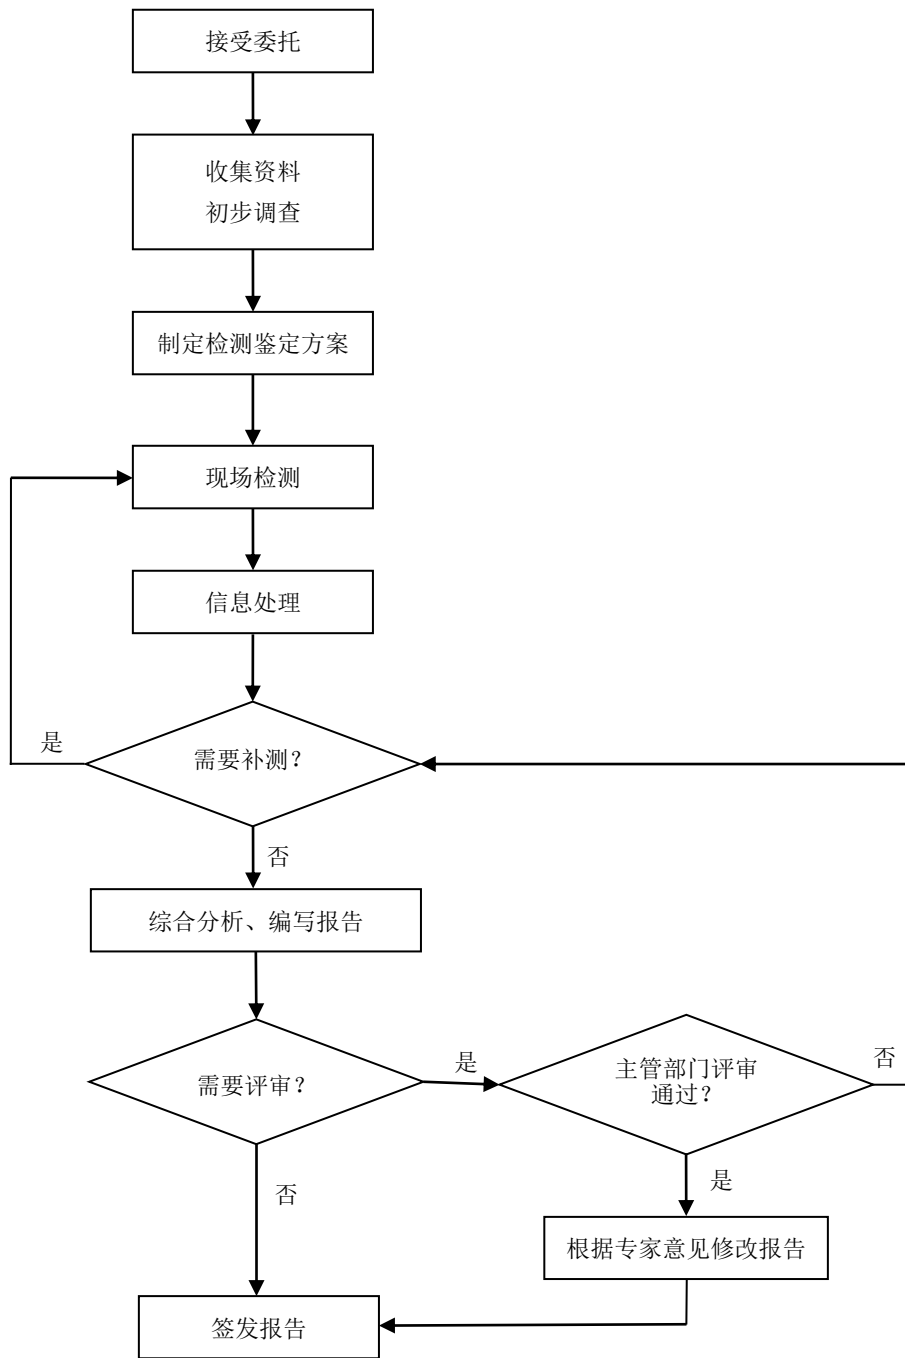 接受委托
收集资料
初步调查
制定检测鉴定方案
现场检测
信息处理
是
需要补测？
否
综合分析、编写报告
需要评审？
是
主管部门评审
通过？
否
否
是
根据专家意见修改报告
签发报告